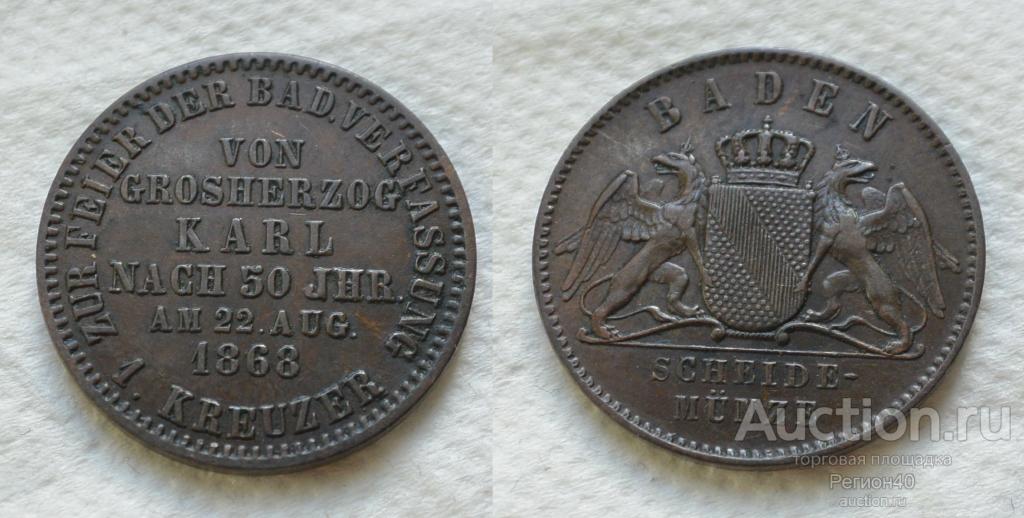 ZUR FEIER DER BAD. VERFASSUNG
VON
GROSHERZOG
KARL
NACH 50 JHR.
AM 22. AUG.
1868
1. KREUZER
BADEN
SCHEIDE-
MÜNZE
Auction.ru
торговая площадка
Регион40
auction.ru